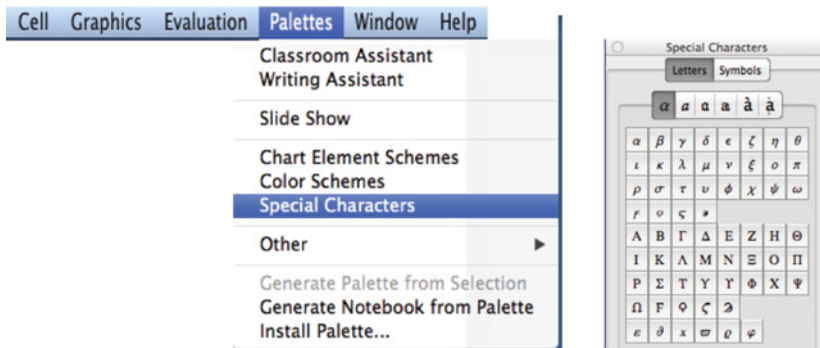 Cell Graphics Evaluation Palettes Window Help
Classroom Assistant
Writing Assistant
Slide Show
Chart Element Schemes
Color Schemes
Special Characters
Other
Generate Palette from Selection
Generate Notebook from Palette
Install Palette...
Special Characters
Letters Symbols
α a a a à ạ
α β γ δ ϵ ζ η θ
ι κ λ μ ν ξ ο π
ρ σ τ υ ϕ χ ψ ω
ς
Α Β Γ Δ Ε Ζ Η Θ
Ι Κ Λ Μ Ν Ξ Ο Π
Ρ Σ Τ Υ ϒ Φ Χ Ψ
Ω Ϝ
ε ϑ ϖ ϱ φ